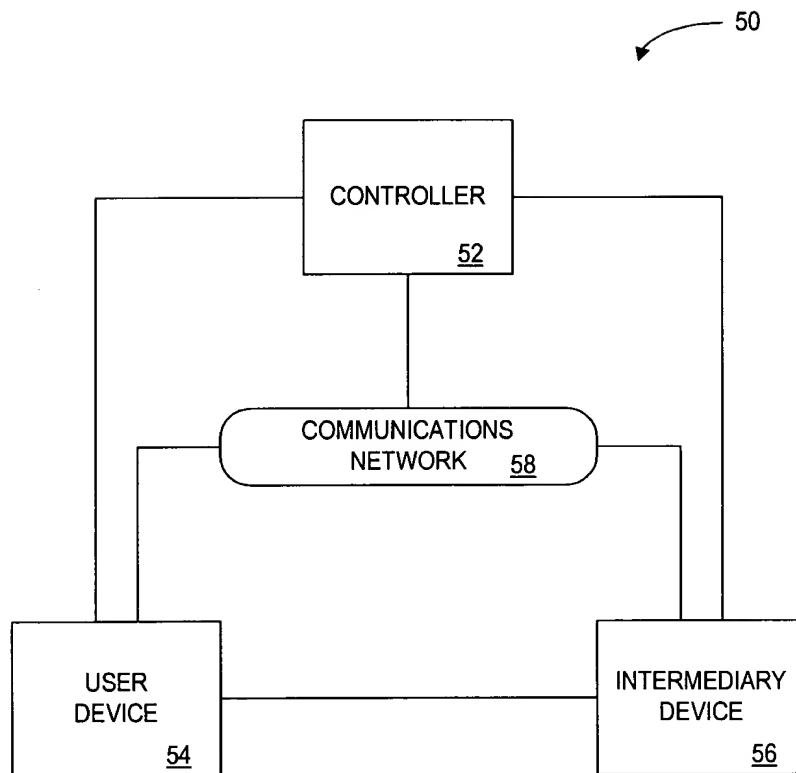 50
CONTROLLER
52
COMMUNICATIONS
NETWORK
58
USER
DEVICE
54
INTERMEDIARY
DEVICE
56